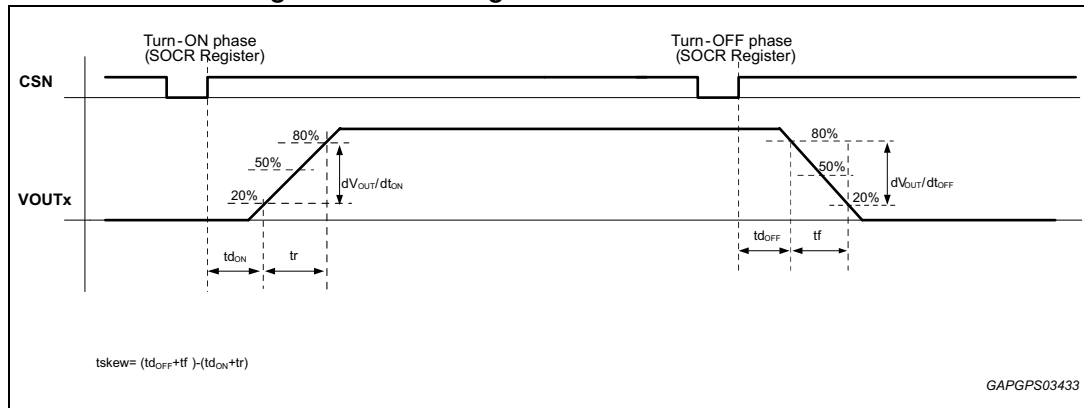 Turn-ON phase
(SOCR Register)
Turn-OFF phase
(SOCR Register)
CSN
80%
50%
20%
dVOUT/dtON
80%
50%
20%
dVOUT/dtOFF
VOUTx
tdON
tr
tdOFF
tf
tskew= (tdOFF+tf )-(tdON+tr)
GAPGPS03433